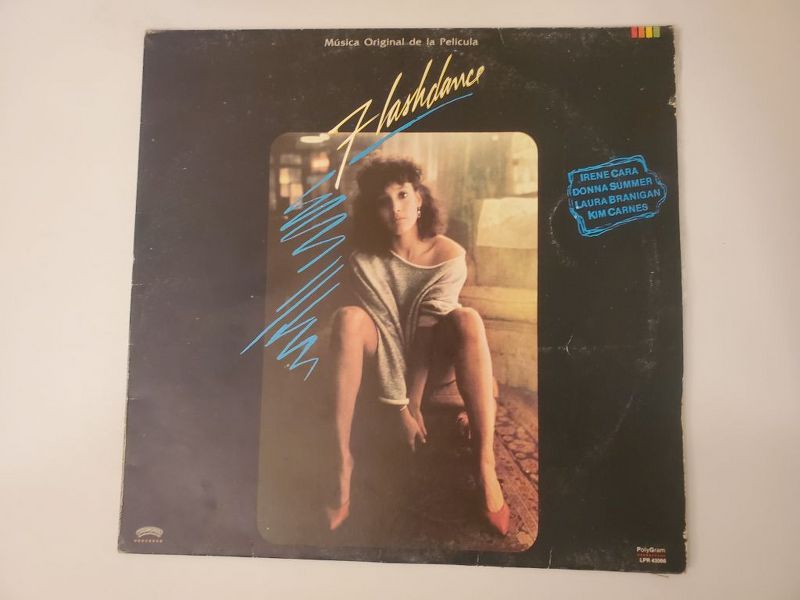 Música Original de la Pelicula
Flashdance
IRENE CARA
DONNA SUMMER
LAURA BRANIGAN
KIM CARNES
PolyGram